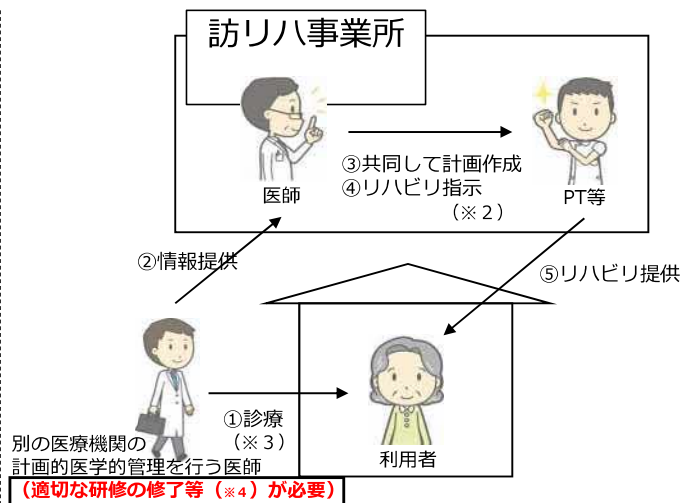 訪リハ事業所
医師
③共同して計画作成
④リハビリ指示
（※２）
PT等
②情報提供
⑤リハビリ提供
①診療
（※３）
別の医療機関の
計画的医学的管理を行う医師
（適切な研修の修了等（※４）が必要）
利用者